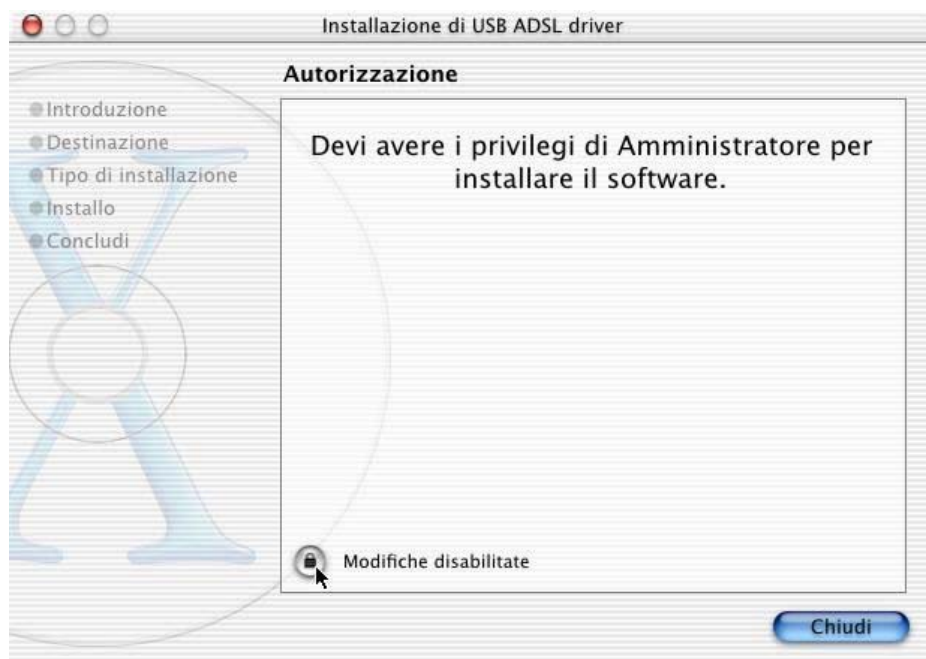 Installazione di USB ADSL driver
Autorizzazione
Introduzione
Destinazione
Tipo di installazione
Installo
Concludi
Devi avere i privilegi di Amministratore per
installare il software.
Modifiche disabilitate
Chiudi